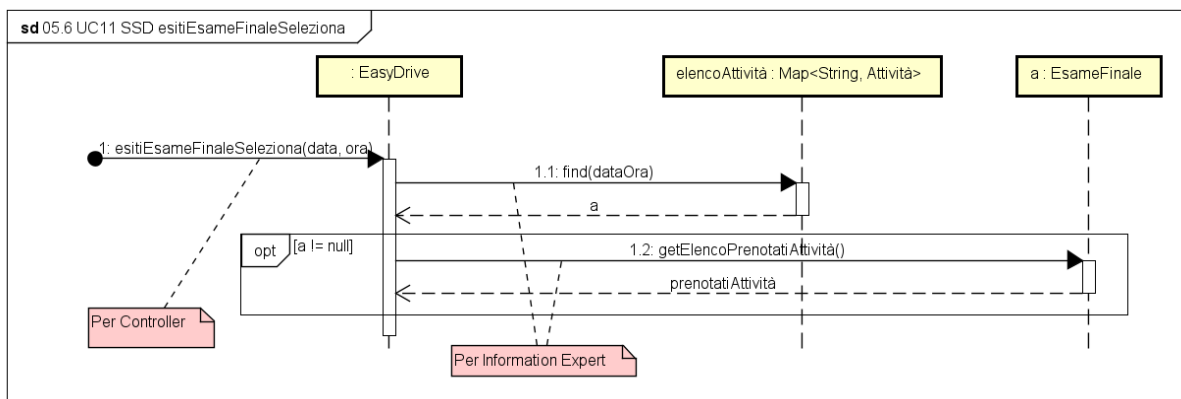 sd 05.6 UC11 SSD esitiEsameFinaleSeleziona
: EasyDrive
elencoAttività : Map<String, Attività>
a : EsameFinale
1: esitiEsameFinaleSeleziona(data, ora)
1.1: find(dataOra)
a
opt
[a != null]
1.2: getElencoPrenotatiAttività()
prenotatiAttività
Per Controller
Per Information Expert